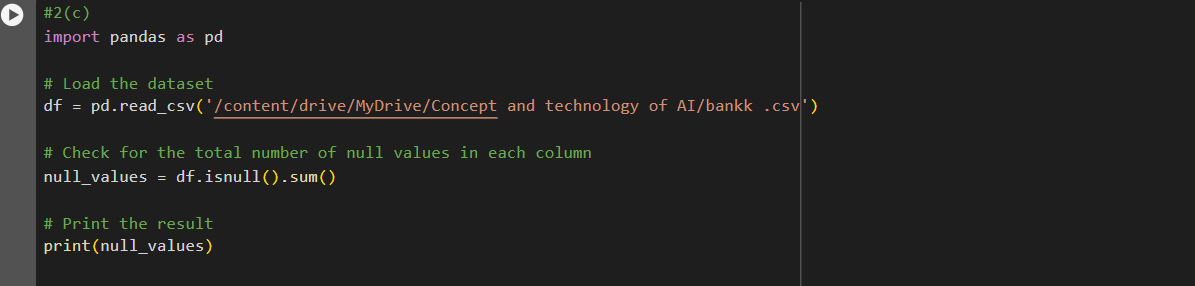 #2(c)
import pandas as pd
# Load the dataset
df = pd.read_csv('/content/drive/MyDrive/Concept and technology of AI/bankk .csv')
# Check for the total number of null values in each column
null_values = df.isnull().sum()
# Print the result
print(null_values)